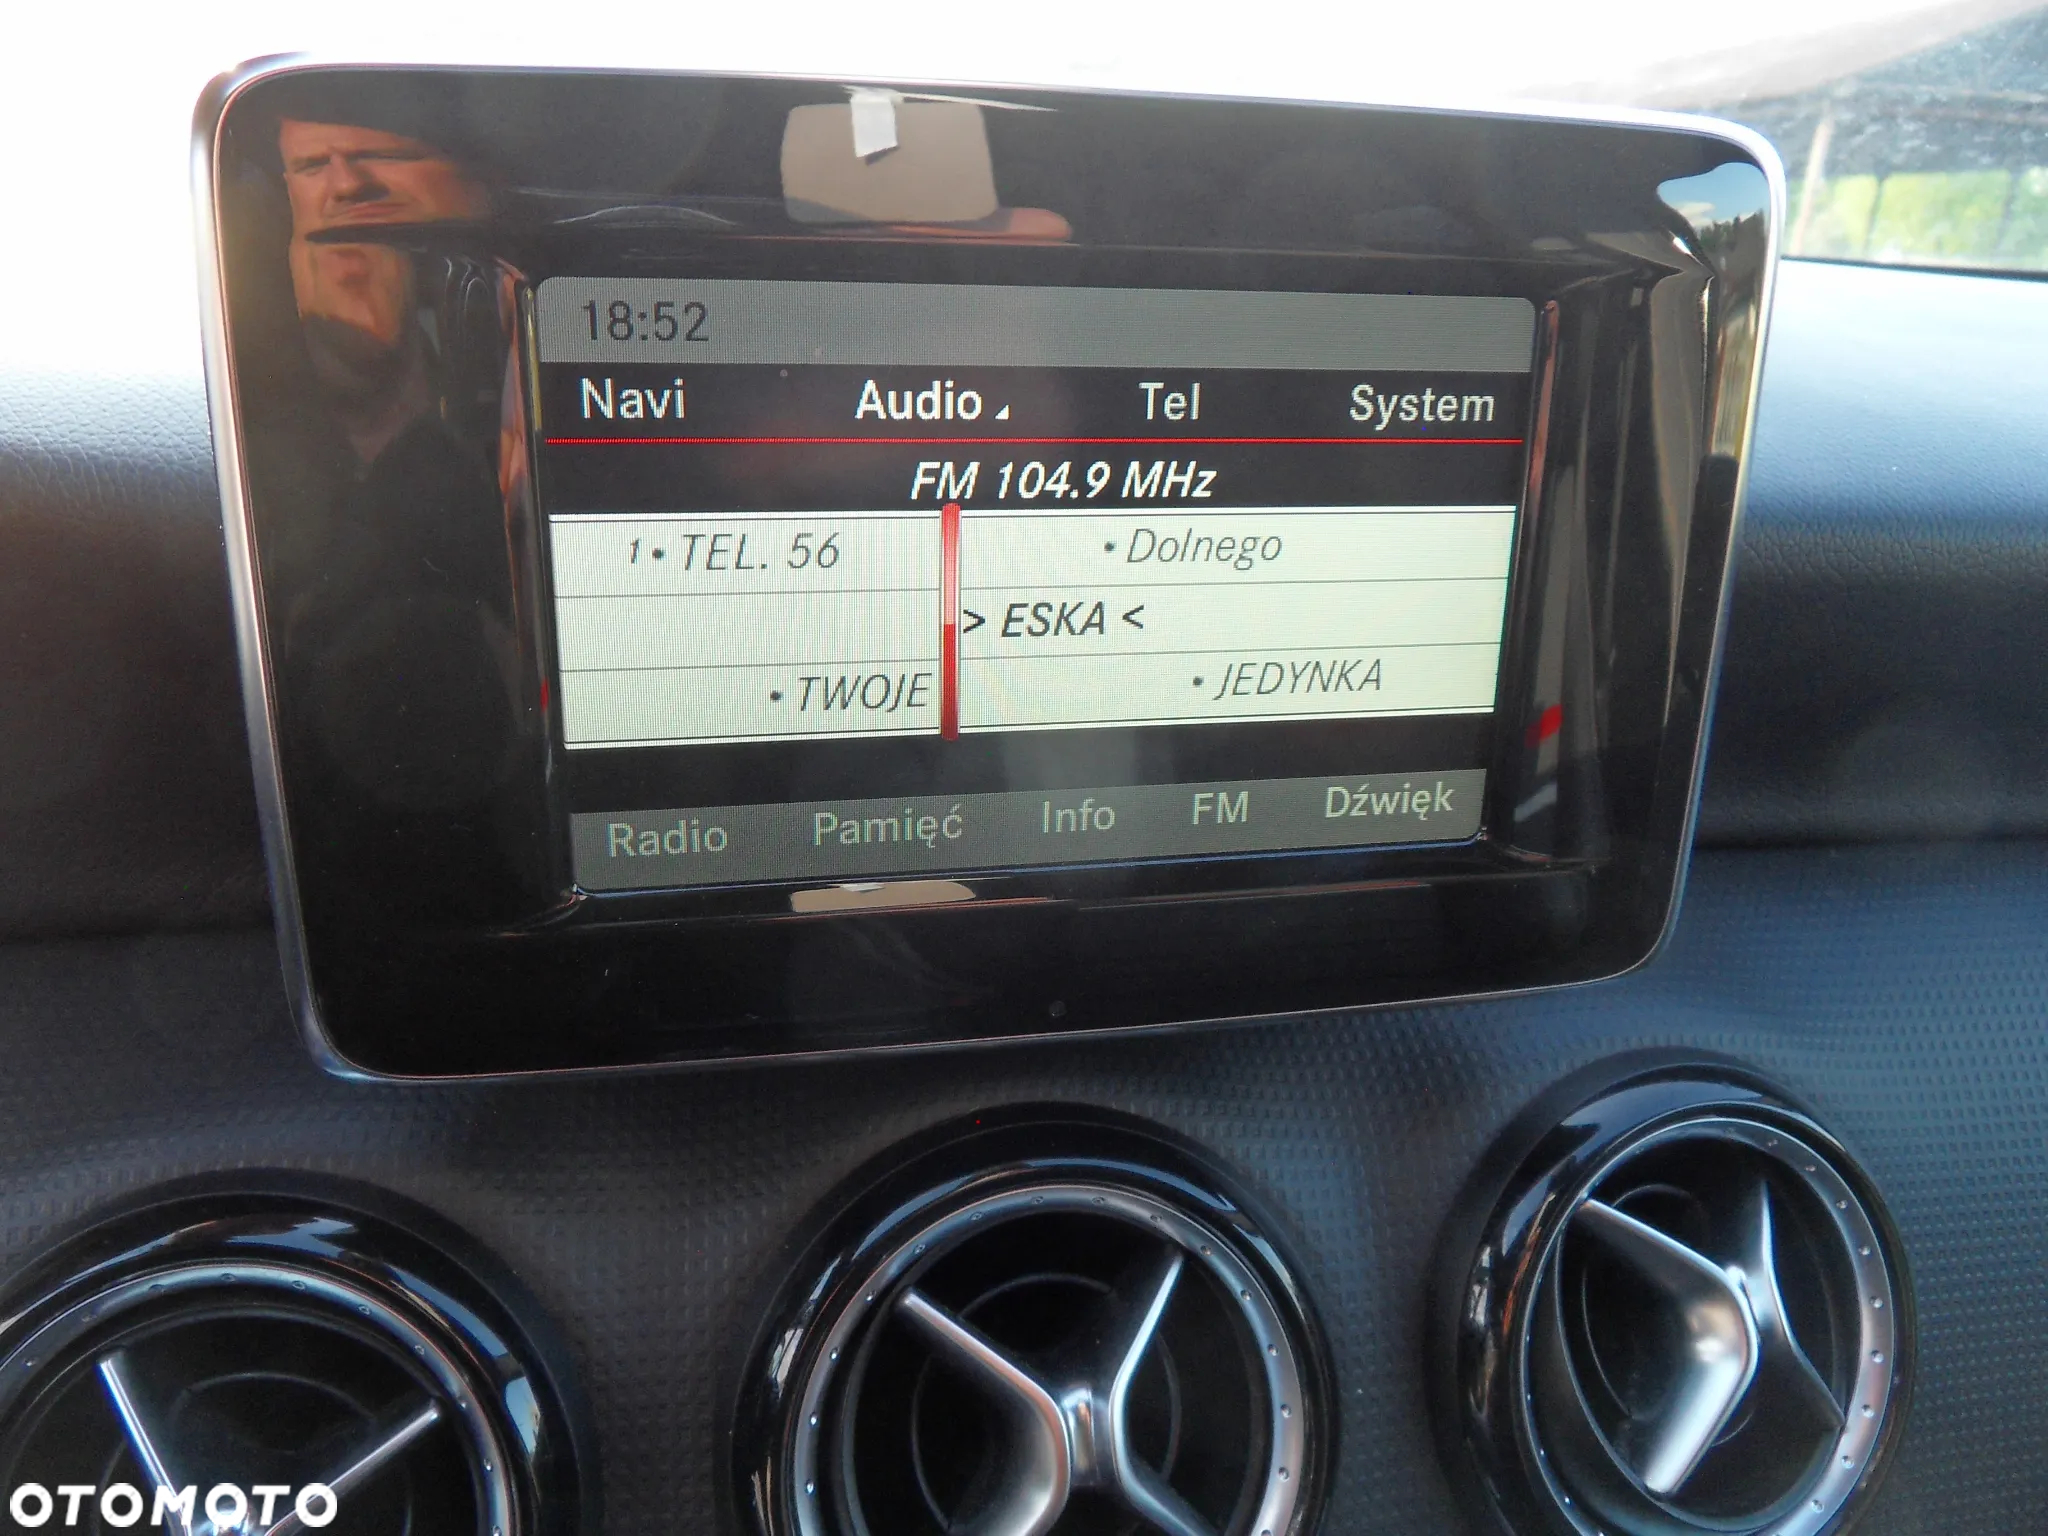 18:52
Navi Audio Tel System
FM 104.9 MHz
1 • TEL. 56 • Dolnego
> ESKA <
• TWOJE • JEDYNKA
Radio Pamięć Info FM Dźwięk
OTOMOTO